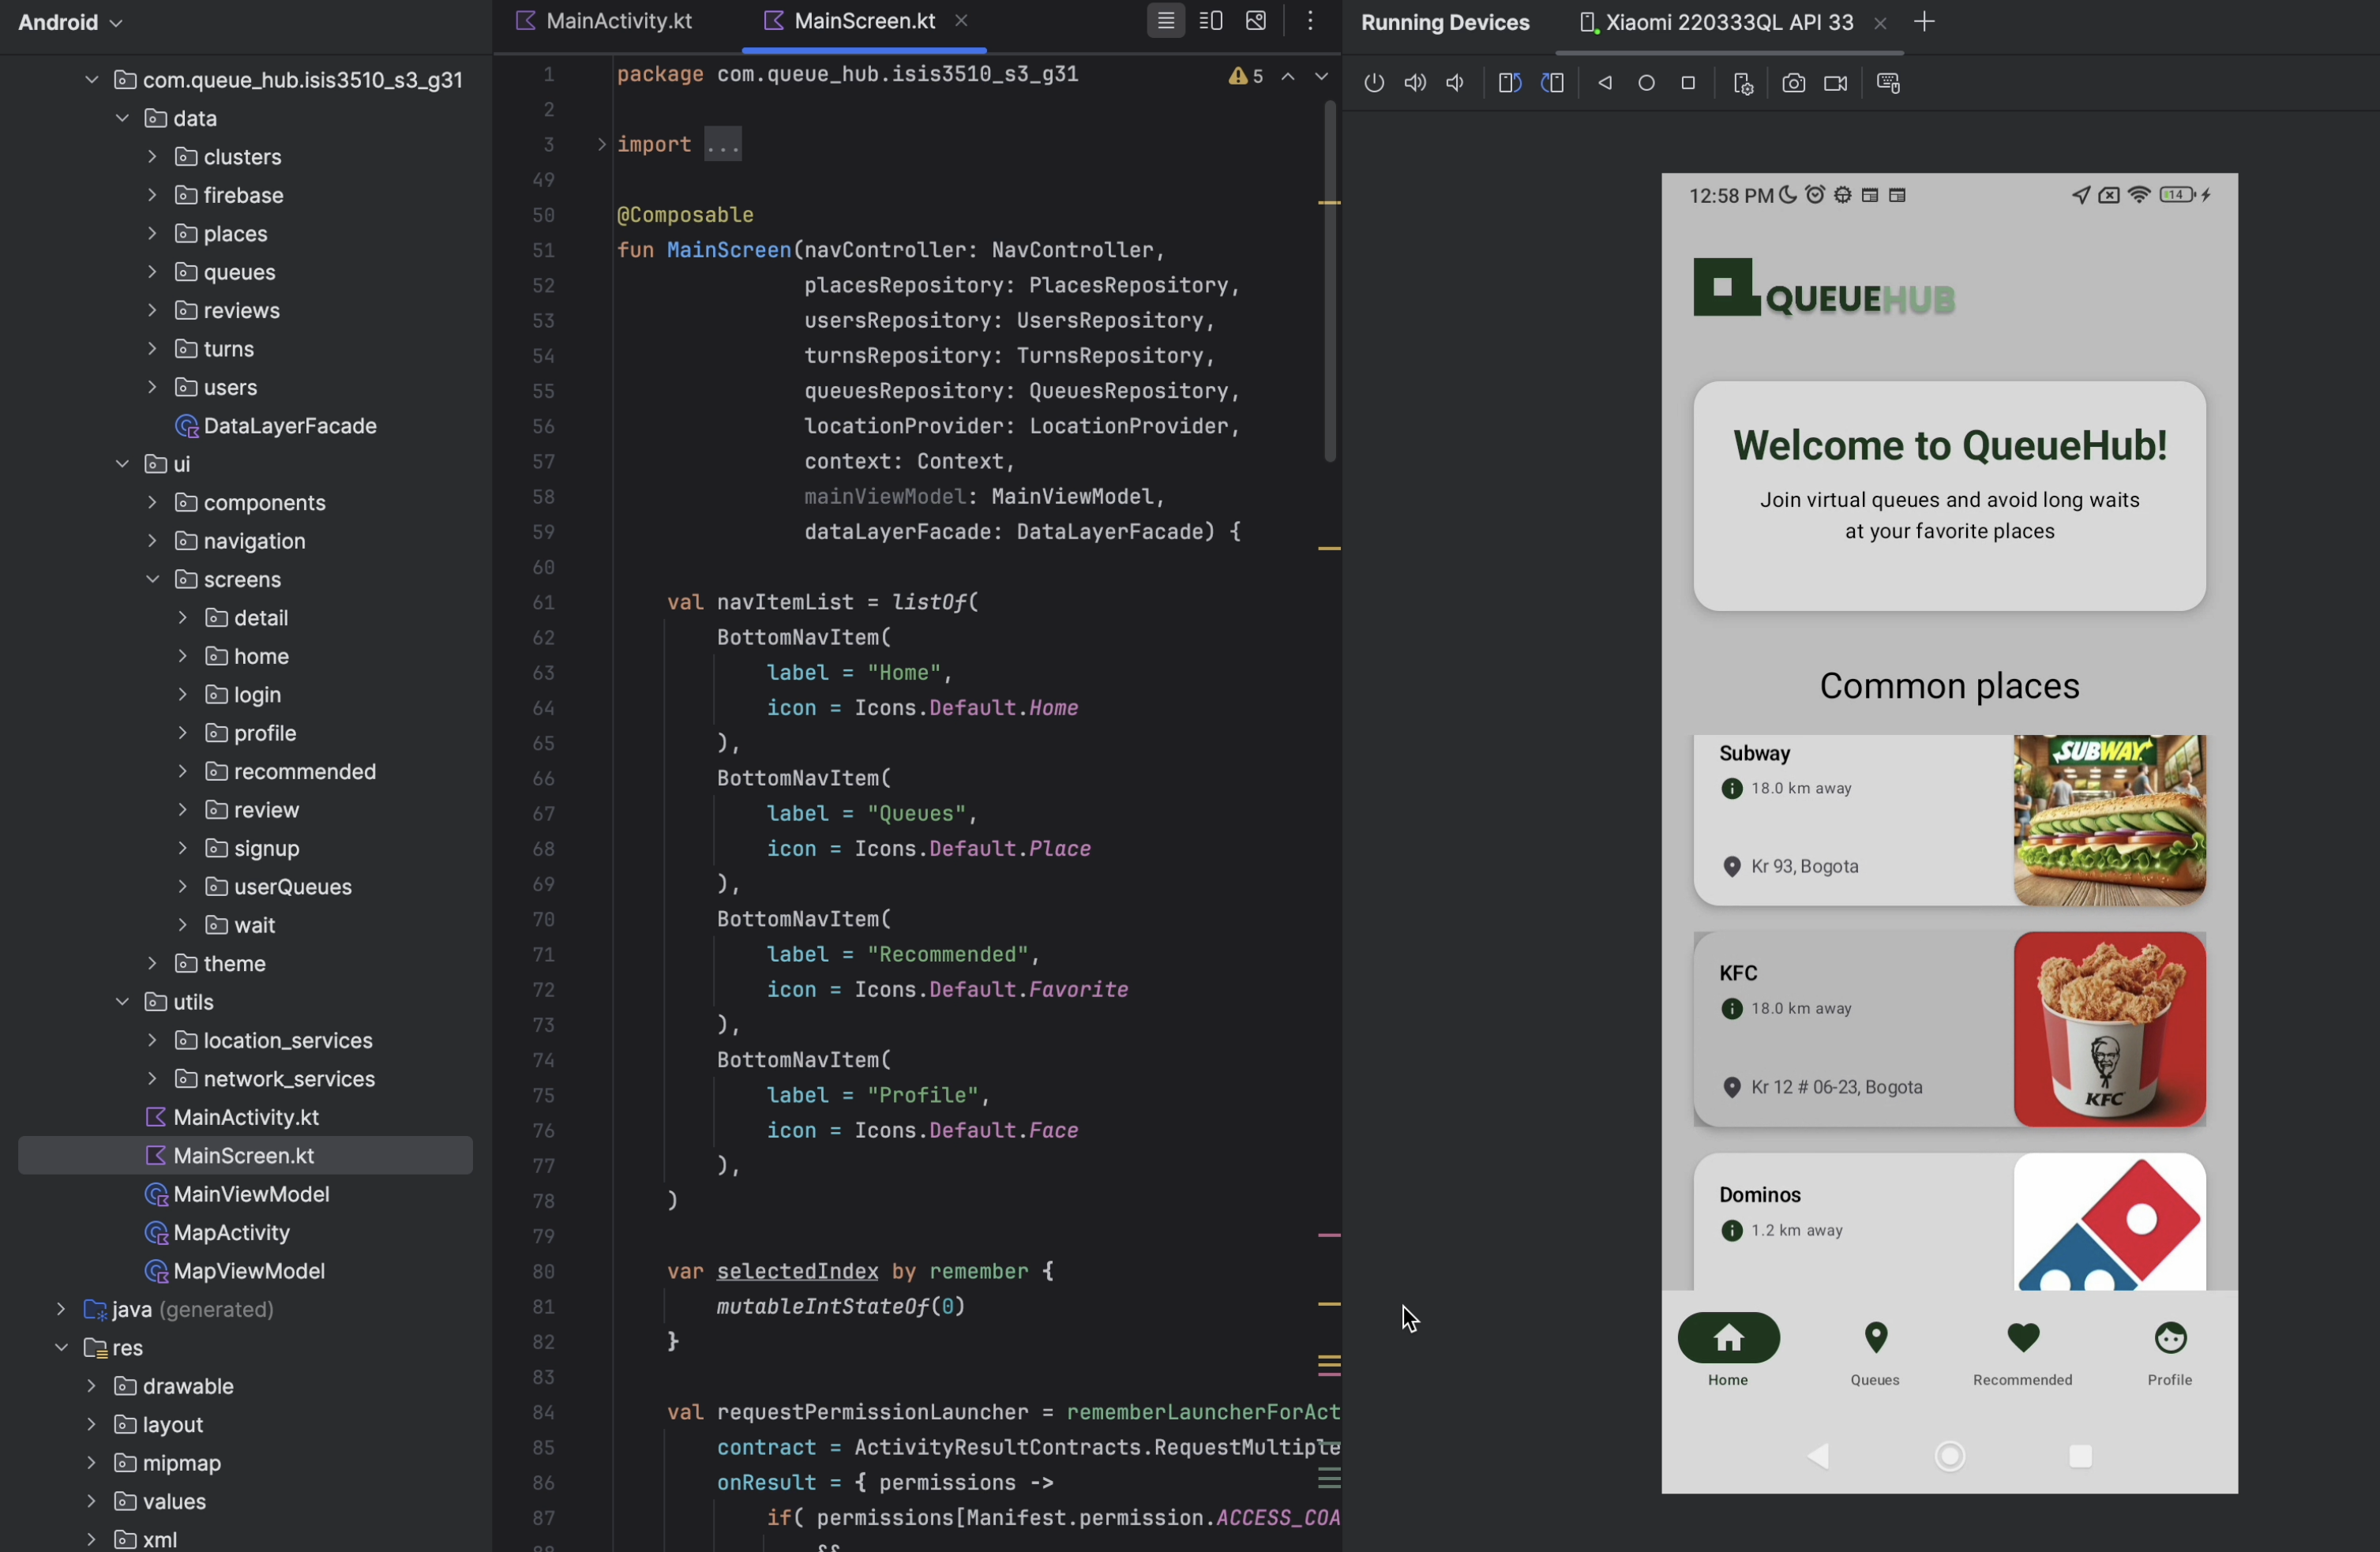 Android
com.queue_hub.isis3510_s3_g31
data
clusters
firebase
places
queues
reviews
turns
users
DataLayerFacade
ui
components
navigation
screens
detail
home
login
profile
recommended
review
signup
userQueues
wait
theme
utils
location_services
network_services
MainActivity.kt
MainScreen.kt
MainViewModel
MapActivity
MapViewModel
java (generated)
res
drawable
layout
mipmap
values
xml
MainActivity.kt
MainScreen.kt
5
1 package com.queue_hub.isis3510_s3_g31
2
3 import ...
49
50 @Composable
51 fun MainScreen(navController: NavController,
52 placesRepository: PlacesRepository,
53 usersRepository: UsersRepository,
54 turnsRepository: TurnsRepository,
55 queuesRepository: QueuesRepository,
56 locationProvider: LocationProvider,
57 context: Context,
58 mainViewModel: MainViewModel,
59 dataLayerFacade: DataLayerFacade) {
60
61 val navItemList = listOf(
62 BottomNavItem(
63 label = "Home",
64 icon = Icons.Default.Home
65 ),
66 BottomNavItem(
67 label = "Queues",
68 icon = Icons.Default.Place
69 ),
70 BottomNavItem(
71 label = "Recommended",
72 icon = Icons.Default.Favorite
73 ),
74 BottomNavItem(
75 label = "Profile",
76 icon = Icons.Default.Face
77 ),
78 )
79
80 var selectedIndex by remember {
81 mutableIntStateOf(0)
82 }
83
84 val requestPermissionLauncher = rememberLauncherForAct
85 contract = ActivityResultContracts.RequestMultiple
86 onResult = { permissions ->
87 if( permissions[Manifest.permission.ACCESS_COA
88 &&
Running Devices
Xiaomi 220333QL API 33
12:58 PM
14
QUEUEHUB
Welcome to QueueHub!
Join virtual queues and avoid long waits
at your favorite places
Common places
Subway
18.0 km away
Kr 93, Bogota
SUBWAY
KFC
18.0 km away
Kr 12 # 06-23, Bogota
KFC
Dominos
1.2 km away
Home
Queues
Recommended
Profile